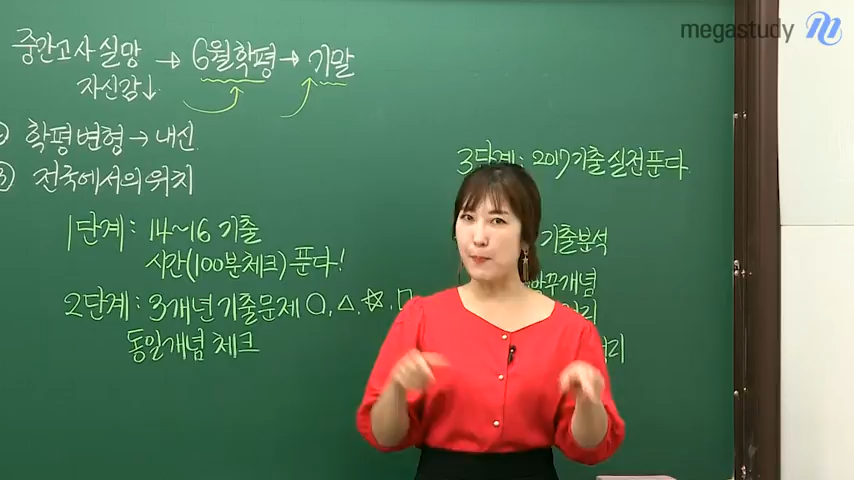 megastudy
중간고사 실망 → 6월학평 → 기말
자신감↓
학평변형 → 내신
③ 전국에서의 위치
1단계: 14~16 기출
시간(100분체크) 푼다!
2단계: 3개년 기출문제 ○, △, ☆, □
동일개념 체크
3단계: 2017 기출 실전 푼다.
기출분석
개념